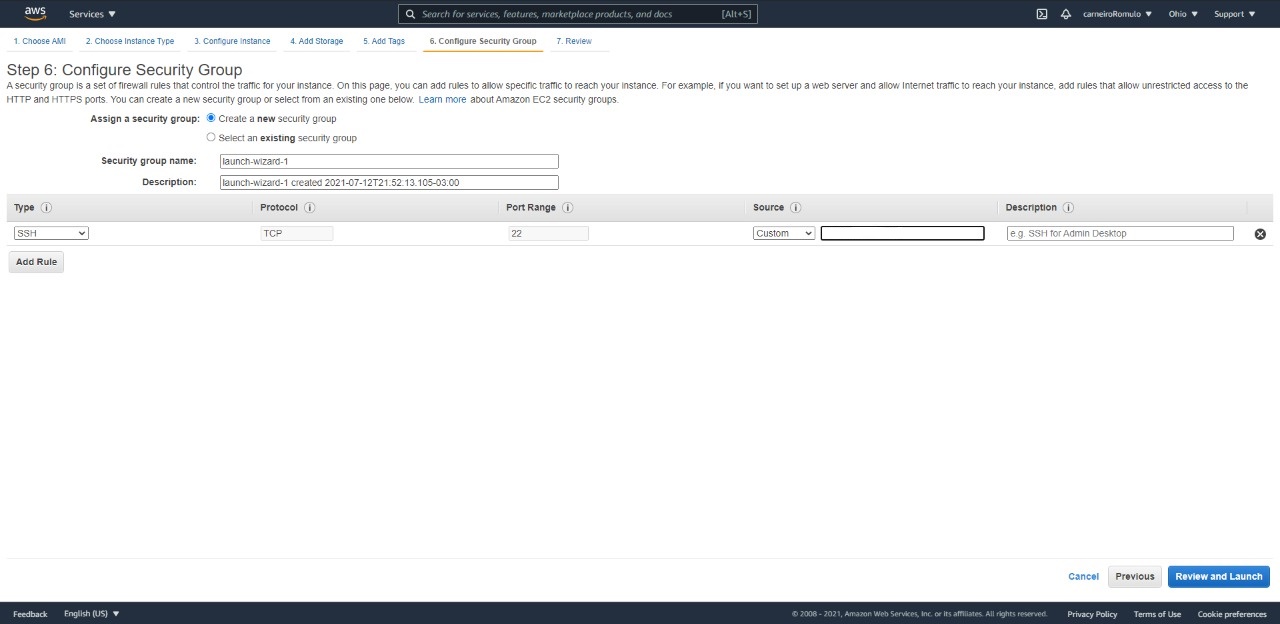 aws Services Search for services, features, marketplace products, and docs [Alt+S] carneiroRomulo Ohio Support
1. Choose AMI 2. Choose Instance Type 3. Configure Instance 4. Add Storage 5. Add Tags 6. Configure Security Group 7. Review
Step 6: Configure Security Group
A security group is a set of firewall rules that control the traffic for your instance. On this page, you can add rules to allow specific traffic to reach your instance. For example, if you want to set up a web server and allow Internet traffic to reach your instance, add rules that allow unrestricted access to the
HTTP and HTTPS ports. You can create a new security group or select from an existing one below. Learn more about Amazon EC2 security groups.
Assign a security group: Create a new security group
Select an existing security group
Security group name: launch-wizard-1
Description: launch-wizard-1 created 2021-07-12T21:52:13.105-03:00
Type i Protocol i Port Range i Source i Description i
SSH TCP 22 Custom e.g. SSH for Admin Desktop
Add Rule
Cancel Previous Review and Launch
Feedback English (US) © 2008 - 2021, Amazon Web Services, Inc. or its affiliates. All rights reserved. Privacy Policy Terms of Use Cookie preferences